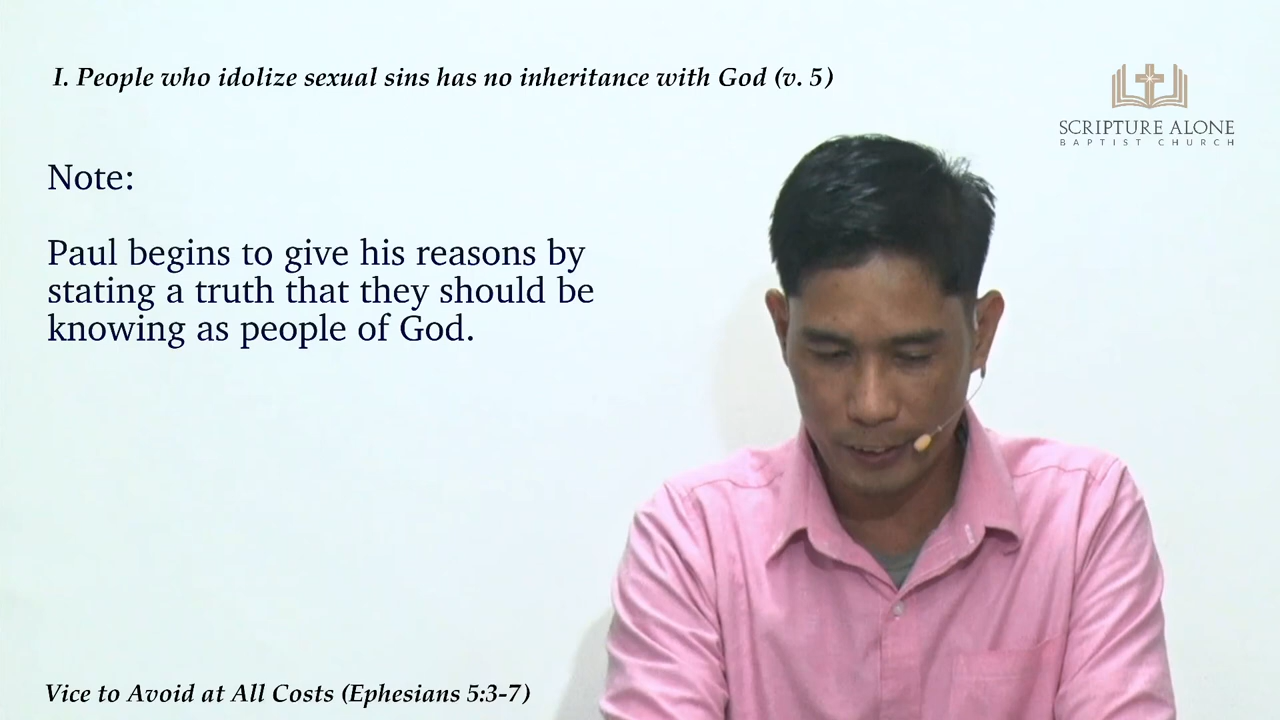 I. People who idolize sexual sins has no inheritance with God (v. 5)
SCRIPTURE ALONE
BAPTIST CHURCH
Note:
Paul begins to give his reasons by
stating a truth that they should be
knowing as people of God.
Vice to Avoid at All Costs (Ephesians 5:3-7)